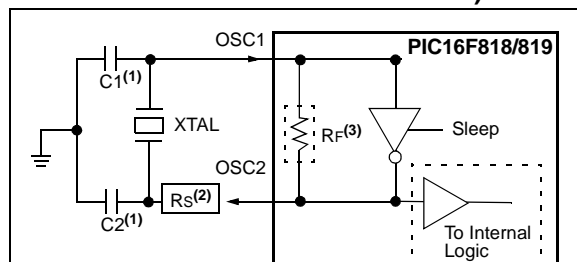 OSC1
PIC16F818/819
C1(1)
XTAL
RF(3)
Sleep
OSC2
RS(2)
C2(1)
To Internal
Logic